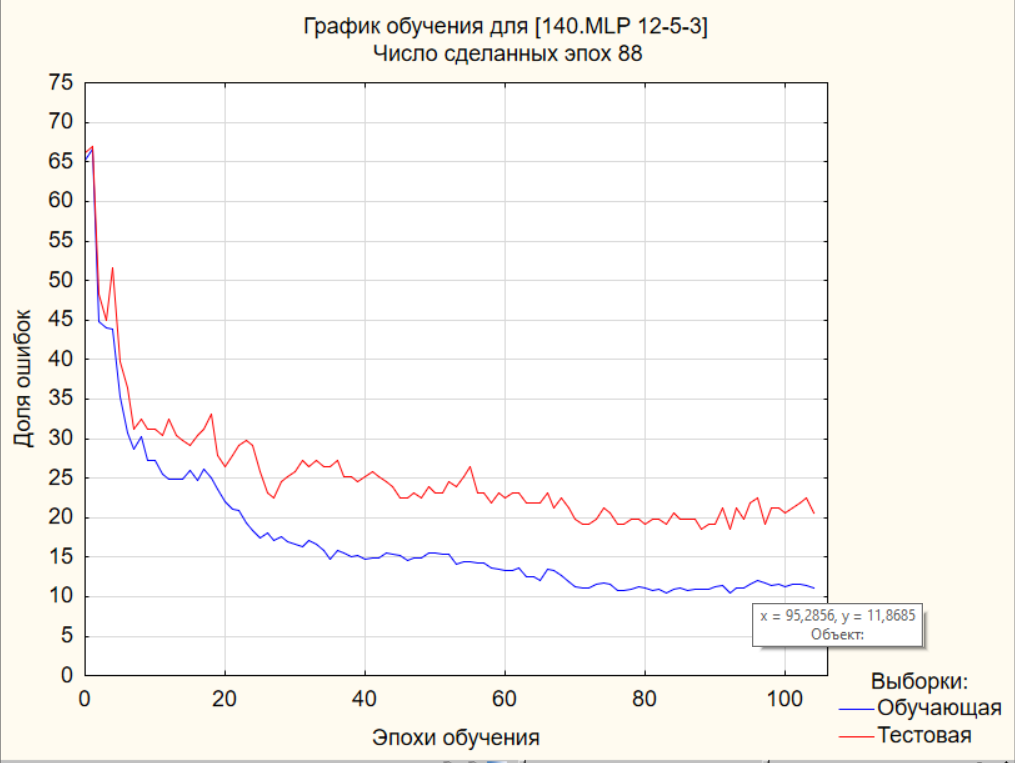 График обучения для [140.MLP 12-5-3]
Число сделанных эпох 88
75
70
65
60
55
50
45
40
35
30
25
20
15
10
5
0
Доля ошибок
0 20 40 60 80 100
Эпохи обучения
x = 95,2856, y = 11,8685
Объект:
Выборки:
Обучающая
Тестовая